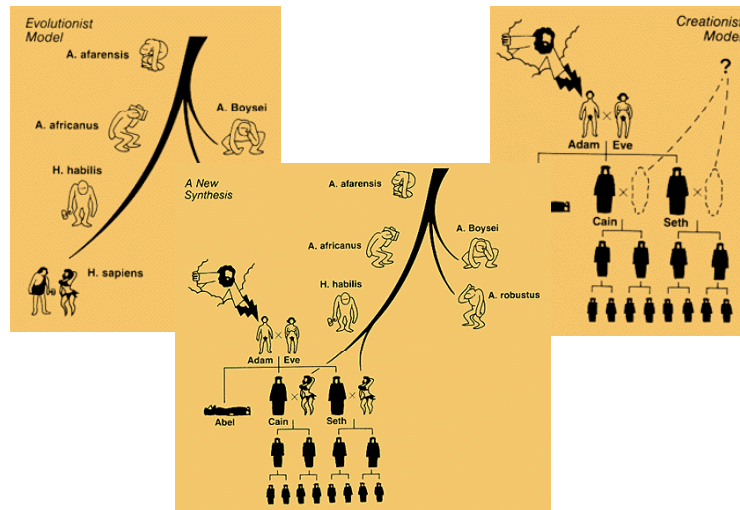 Evolutionist
Model
A. afarensis
A. africanus
A. Boysei
H. habilis
H. sapiens
Creationist
Model
?
Adam
Eve
Cain
Seth
A New
Synthesis
A. afarensis
A. africanus
A. Boysei
H. habilis
A. robustus
Adam
Eve
Abel
Cain
Seth